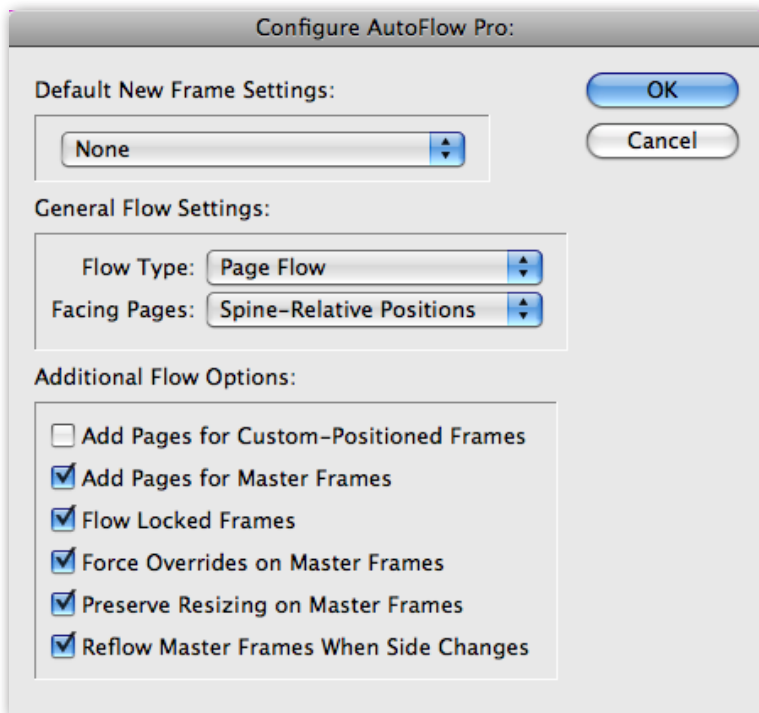 Configure AutoFlow Pro:
Default New Frame Settings:
OK
None
Cancel
General Flow Settings:
Flow Type: Page Flow
Facing Pages: Spine-Relative Positions
Additional Flow Options:
Add Pages for Custom-Positioned Frames
Add Pages for Master Frames
Flow Locked Frames
Force Overrides on Master Frames
Preserve Resizing on Master Frames
Reflow Master Frames When Side Changes